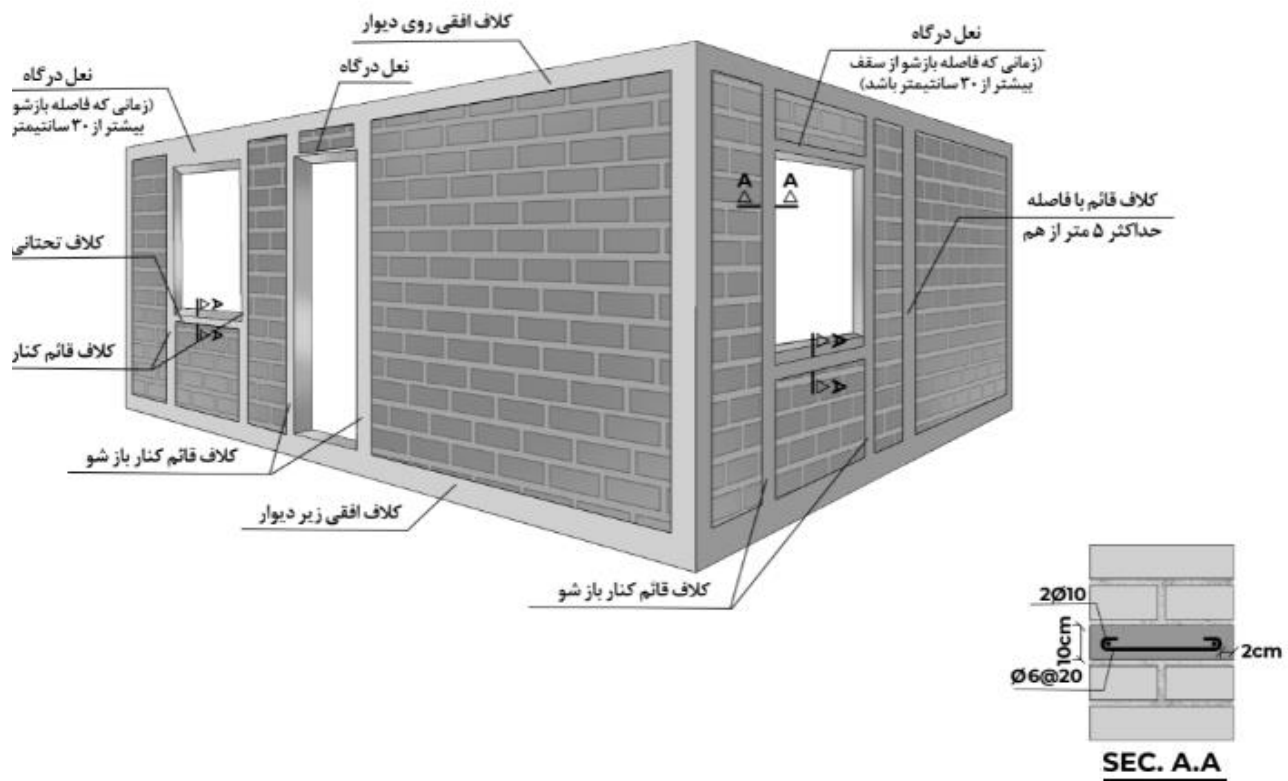 کلاف افقی روی دیوار
نعل درگاه
(زمانی که فاصله بازشو از سقف
بیشتر از ۳۰ سانتیمتر باشد)
نعل درگاه
نعل درگاه
(زمانی که فاصله بازشو
بیشتر از ۳۰ سانتیمتر
A A
کلاف قائم با فاصله
حداکثر ۵ متر از هم
کلاف تحتانی
A
A
A
A
کلاف قائم کنار
کلاف قائم کنار باز شو
کلاف افقی زیر دیوار
کلاف قائم کنار باز شو
2Ø10
10cm
2cm
Ø6@20
SEC. A.A